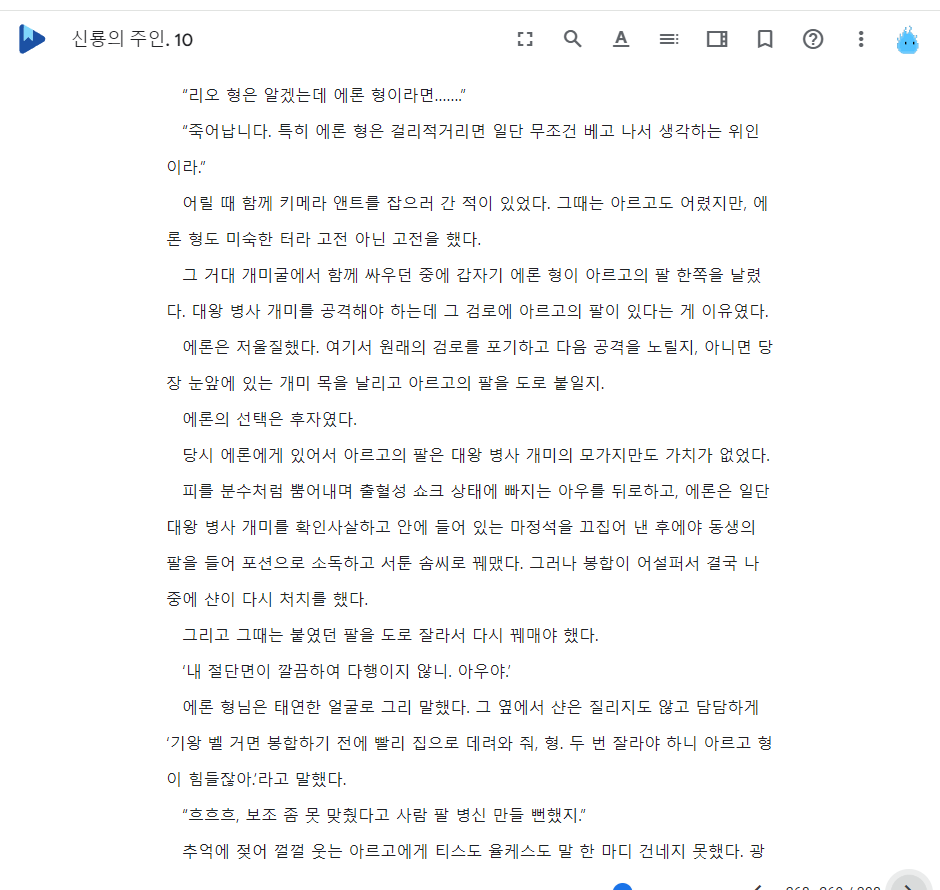 신룡의 주인. 10
“리오 형은 알겠는데 에론 형이라면.......”
“죽어납니다. 특히 에론 형은 걸리적거리면 일단 무조건 베고 나서 생각하는 위인
이라.”
어릴 때 함께 키메라 앤트를 잡으러 간 적이 있었다. 그때는 아르고도 어렸지만, 에
론 형도 미숙한 터라 고전 아닌 고전을 했다.
그 거대 개미굴에서 함께 싸우던 중에 갑자기 에론 형이 아르고의 팔 한쪽을 날렸
다. 대왕 병사 개미를 공격해야 하는데 그 검로에 아르고의 팔이 있다는 게 이유였다.
에론은 저울질했다. 여기서 원래의 검로를 포기하고 다음 공격을 노릴지, 아니면 당
장 눈앞에 있는 개미 목을 날리고 아르고의 팔을 도로 붙일지.
에론의 선택은 후자였다.
당시 에론에게 있어서 아르고의 팔은 대왕 병사 개미의 모가지만도 가치가 없었다.
피를 분수처럼 뿜어내며 출혈성 쇼크 상태에 빠지는 아우를 뒤로하고, 에론은 일단
대왕 병사 개미를 확인사살하고 안에 들어 있는 마정석을 끄집어 낸 후에야 동생의
팔을 들어 포션으로 소독하고 서툰 솜씨로 꿰맸다. 그러나 봉합이 어설퍼서 결국 나
중에 샨이 다시 처치를 했다.
그리고 그때는 붙였던 팔을 도로 잘라서 다시 꿰매야 했다.
‘내 절단면이 깔끔하여 다행이지 않니. 아우야.’
에론 형님은 태연한 얼굴로 그리 말했다. 그 옆에서 샨은 질리지도 않고 담담하게
‘기왕 벨 거면 봉합하기 전에 빨리 집으로 데려와 줘, 형. 두 번 잘라야 하니 아르고 형
이 힘들잖아.’라고 말했다.
“흐흐흐, 보조 좀 못 맞췄다고 사람 팔 병신 만들 뻔했지.”
추억에 젖어 껄껄 웃는 아르고에게 티스도 율케스도 말 한 마디 건네지 못했다. 광